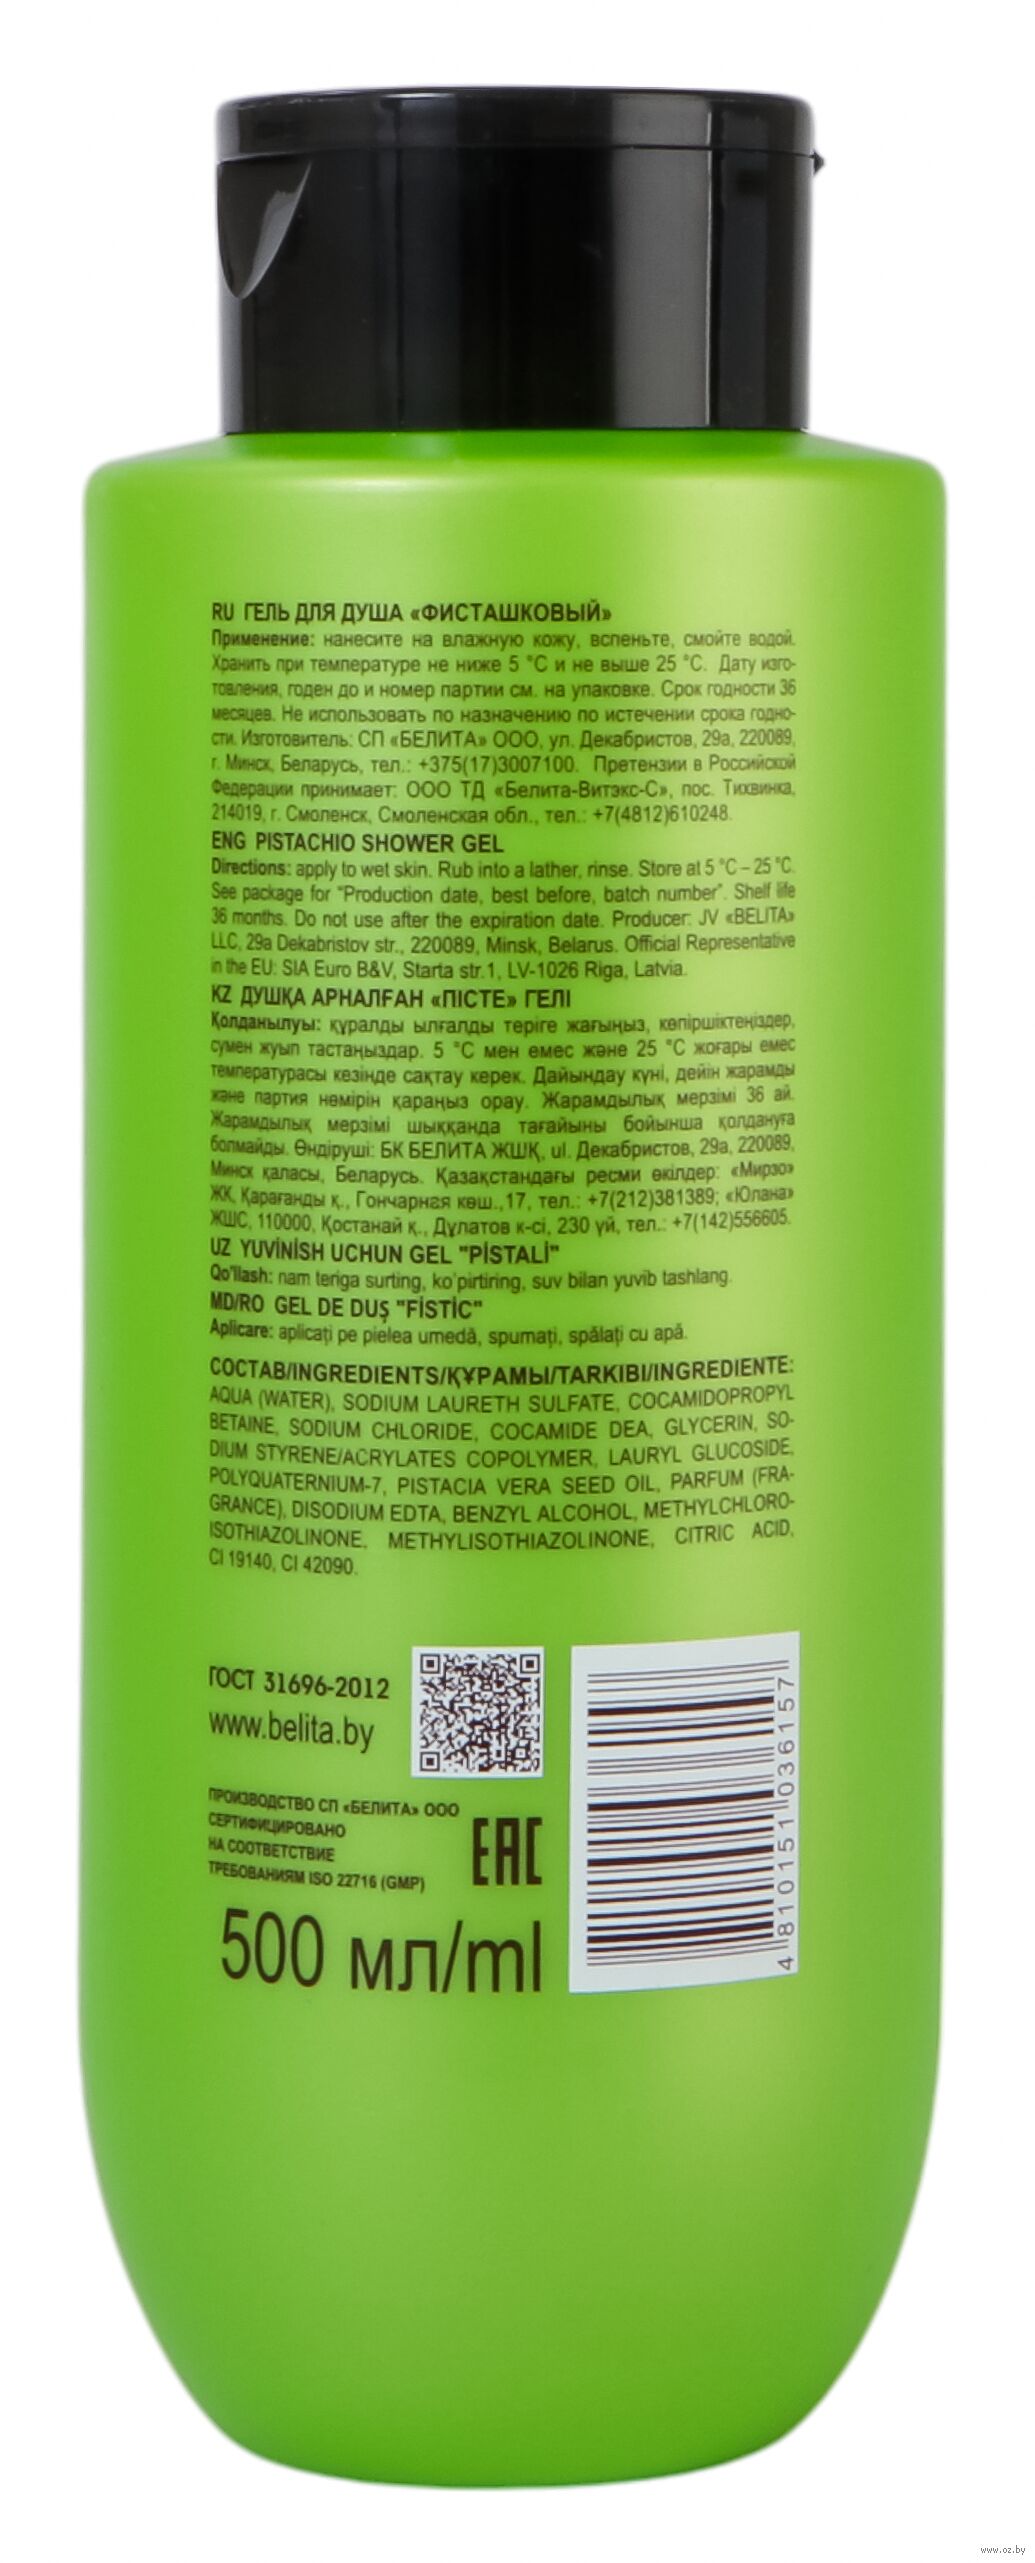 RU ГЕЛЬ ДЛЯ ДУША «ФИСТАШКОВЫЙ»
Применение: нанесите на влажную кожу, вспеньте, смойте водой.
Хранить при температуре не ниже 5 °C и не выше 25 °C. Дату изго-
товления, годен до и номер партии см. на упаковке. Срок годности 36
месяцев. Не использовать по назначению по истечении срока годно-
сти. Изготовитель: СП «БЕЛИТА» ООО, ул. Декабристов, 29а, 220089,
г. Минск, Беларусь, тел.: +375(17)3007100. Претензии в Российской
Федерации принимает: ООО ТД «Белита-Витэкс-С», пос. Тихвинка,
214019, г. Смоленск, Смоленская обл., тел.: +7(4812)610248.
ENG PISTACHIO SHOWER GEL
Directions: apply to wet skin. Rub into a lather, rinse. Store at 5 °C – 25 °C.
See package for “Production date, best before, batch number”. Shelf life
36 months. Do not use after the expiration date. Producer: JV «BELITA»
LLC, 29a Dekabristov str., 220089, Minsk, Belarus. Official Representative
in the EU: SIA Euro B&V, Starta str.1, LV-1026 Riga, Latvia.
KZ ДУШҚА АРНАЛҒАН «ПІСТЕ» ГЕЛІ
Қолданылуы: құралды ылғалды теріге жағыңыз, көпіршіктеңіздер,
сумен жуып тастаңыздар. 5 °C мен емес және 25 °C жоғары емес
температурасы кезінде сақтау керек. Дайындау күні, дейін жарамды
және партия нөмірін қараңыз орау. Жарамдылық мерзімі 36 ай.
Жарамдылық мерзімі шыққанда тағайыны бойынша қолдануға
болмайды. Өндіруші: БК БЕЛИТА ЖШҚ, ul. Декабристов, 29а, 220089,
Минск қаласы, Беларусь. Қазақстандағы ресми өкілдер: «Мирзо»
ЖК, Қарағанды қ., Гончарная көш.,17, тел.: +7(212)381389; «Юлана»
ЖШС, 110000, Қостанай қ., Дұлатов к-сі, 230 үй, тел.: +7(142)556605.
UZ YUVİNİSH UCHUN GEL "PİSTALİ"
Qo'llash: nam teriga surting, ko'pirtiring, suv bilan yuvib tashlang.
MD/RO GEL DE DUȘ "FİSTİC"
Aplicare: aplicați pe pielea umedă, spumați, spălați cu apă.
СОСТАВ/INGREDIENTS/ҚҰРАМЫ/TARKIBI/INGREDIENTE:
AQUA (WATER), SODIUM LAURETH SULFATE, COCAMIDOPROPYL
BETAINE, SODIUM CHLORIDE, COCAMIDE DEA, GLYCERIN, SO-
DIUM STYRENE/ACRYLATES COPOLYMER, LAURYL GLUCOSIDE,
POLYQUATERNIUM-7, PISTACIA VERA SEED OIL, PARFUM (FRA-
GRANCE), DISODIUM EDTA, BENZYL ALCOHOL, METHYLCHLORO-
ISOTHIAZOLINONE, METHYLISOTHIAZOLINONE, CITRIC ACID,
CI 19140, CI 42090.
ГОСТ 31696-2012
www.belita.by
ПРОИЗВОДСТВО СП «БЕЛИТА» ООО
СЕРТИФИЦИРОВАНО
НА СООТВЕТСТВИЕ
ТРЕБОВАНИЯМ ISO 22716 (GMP)
EAC
500 мл/ml
4 810151 036157
www.oz.by